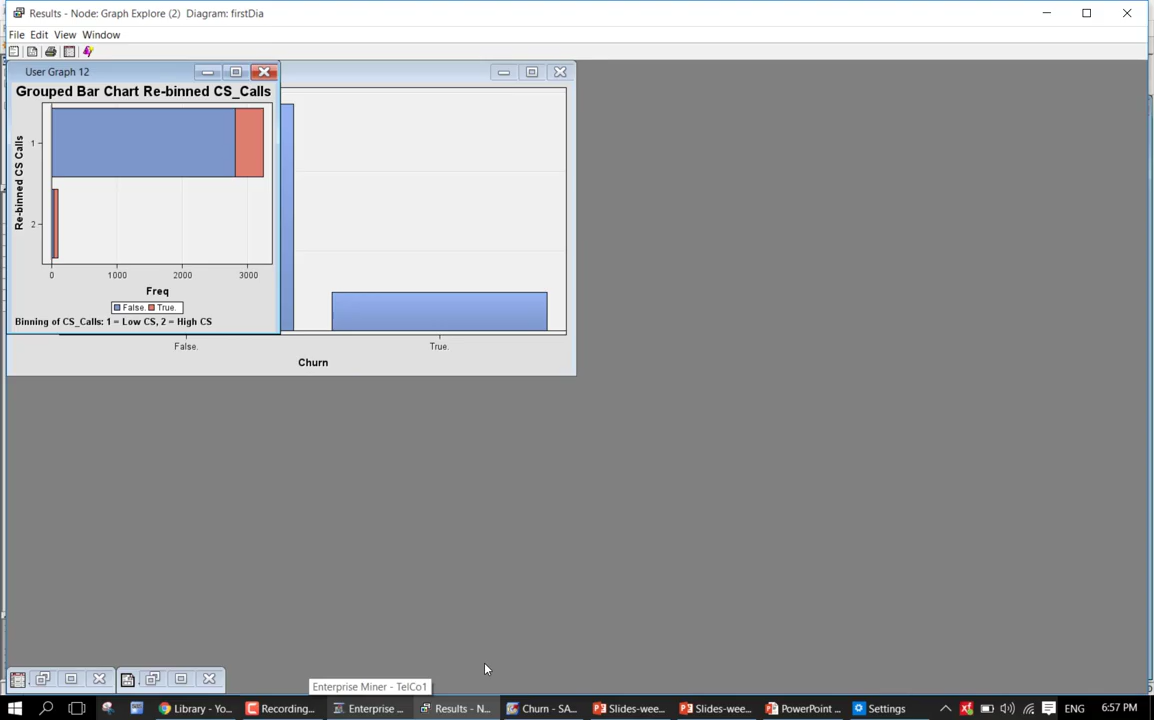 Results - Node: Graph Explore (2) Diagram: firstDia
File Edit View Window
User Graph 12
Grouped Bar Chart Re-binned CS_Calls
Re-binned CS Calls
1
2
0 1000 2000 3000
Freq
False. True.
Binning of CS_Calls: 1 = Low CS, 2 = High CS
False. True.
Churn
Enterprise Miner - TelCo1
Library - Yo... Recording... Enterprise ... Results - N... Churn - SA... Slides-wee... Slides-wee... PowerPoint ... Settings ENG 6:57 PM